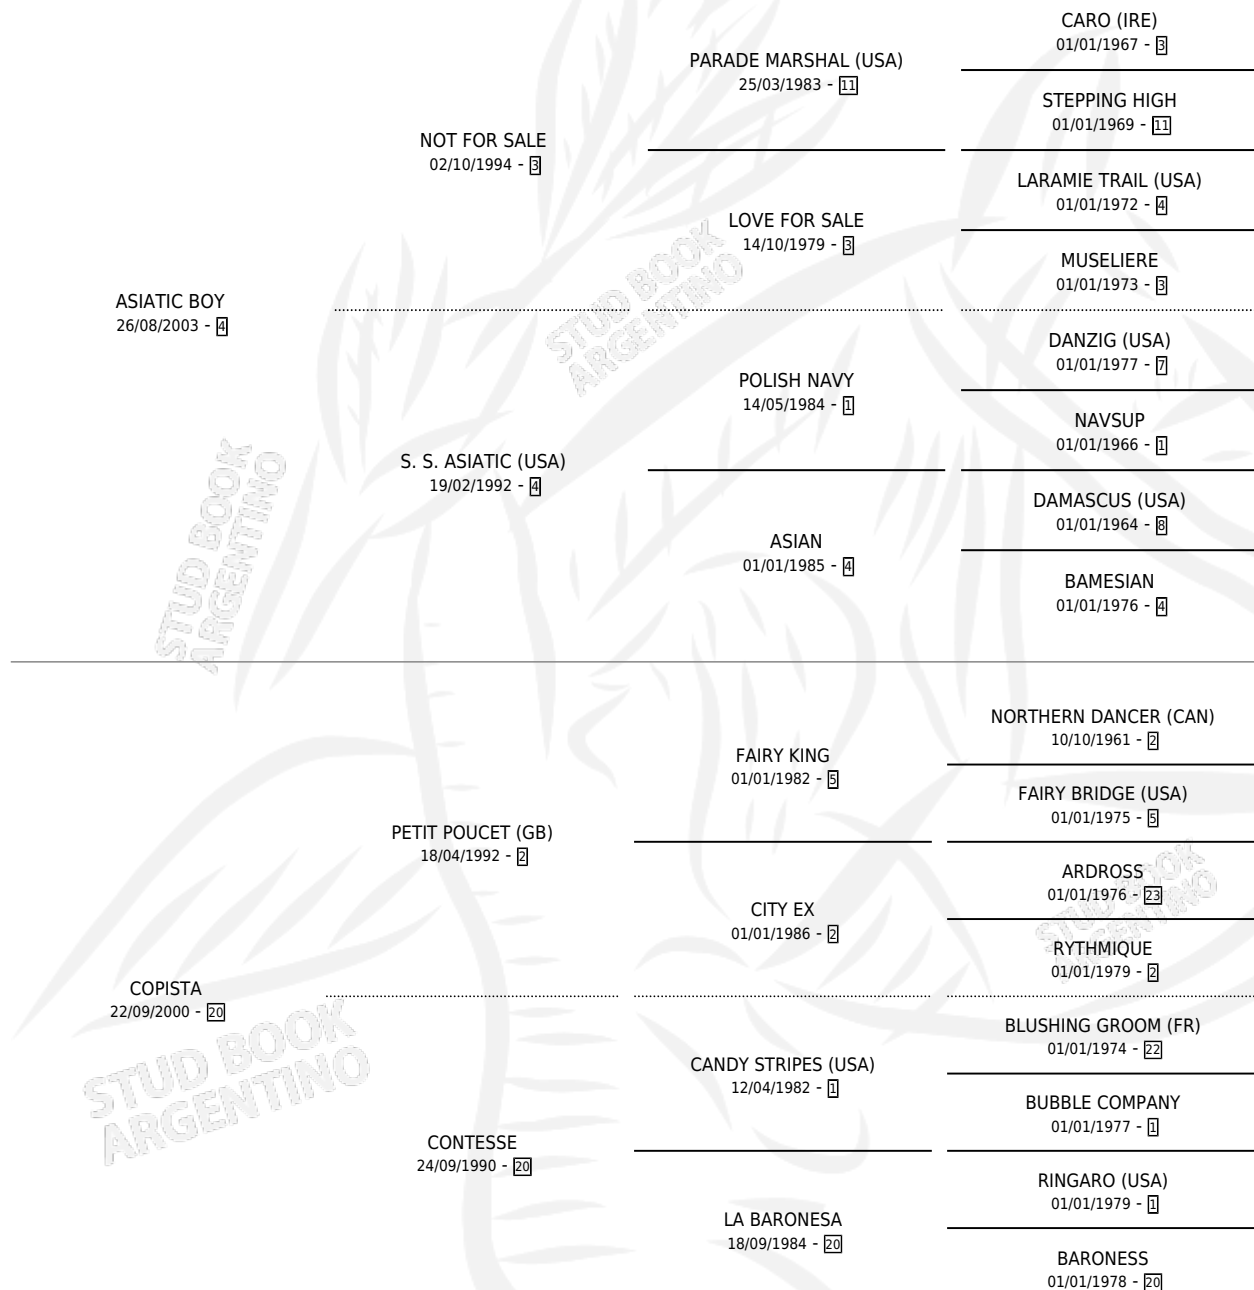 ASIATIC BOY
26/08/2003 - 4
NOT FOR SALE
02/10/1994 - 3
S. S. ASIATIC (USA)
19/02/1992 - 4
PARADE MARSHAL (USA)
25/03/1983 - 11
LOVE FOR SALE
14/10/1979 - 3
POLISH NAVY
14/05/1984 - 1
ASIAN
01/01/1985 - 4
CARO (IRE)
01/01/1967 - 3
STEPPING HIGH
01/01/1969 - 11
LARAMIE TRAIL (USA)
01/01/1972 - 4
MUSELIERE
01/01/1973 - 3
DANZIG (USA)
01/01/1977 - 7
NAVSUP
01/01/1966 - 1
DAMASCUS (USA)
01/01/1964 - 8
BAMESIAN
01/01/1976 - 4
COPISTA
22/09/2000 - 20
PETIT POUCET (GB)
18/04/1992 - 2
CONTESSE
24/09/1990 - 20
FAIRY KING
01/01/1982 - 5
CITY EX
01/01/1986 - 2
CANDY STRIPES (USA)
12/04/1982 - 1
LA BARONESA
18/09/1984 - 20
NORTHERN DANCER (CAN)
10/10/1961 - 2
FAIRY BRIDGE (USA)
01/01/1975 - 5
ARDROSS
01/01/1976 - 23
RYTHMIQUE
01/01/1979 - 2
BLUSHING GROOM (FR)
01/01/1974 - 22
BUBBLE COMPANY
01/01/1977 - 1
RINGARO (USA)
01/01/1979 - 1
BARONESS
01/01/1978 - 20
STUD BOOK
ARGENTINO
STUD BOOK
ARGENTINO
STUD BOOK
ARGENTINO
STUD BOOK
ARGENTINO